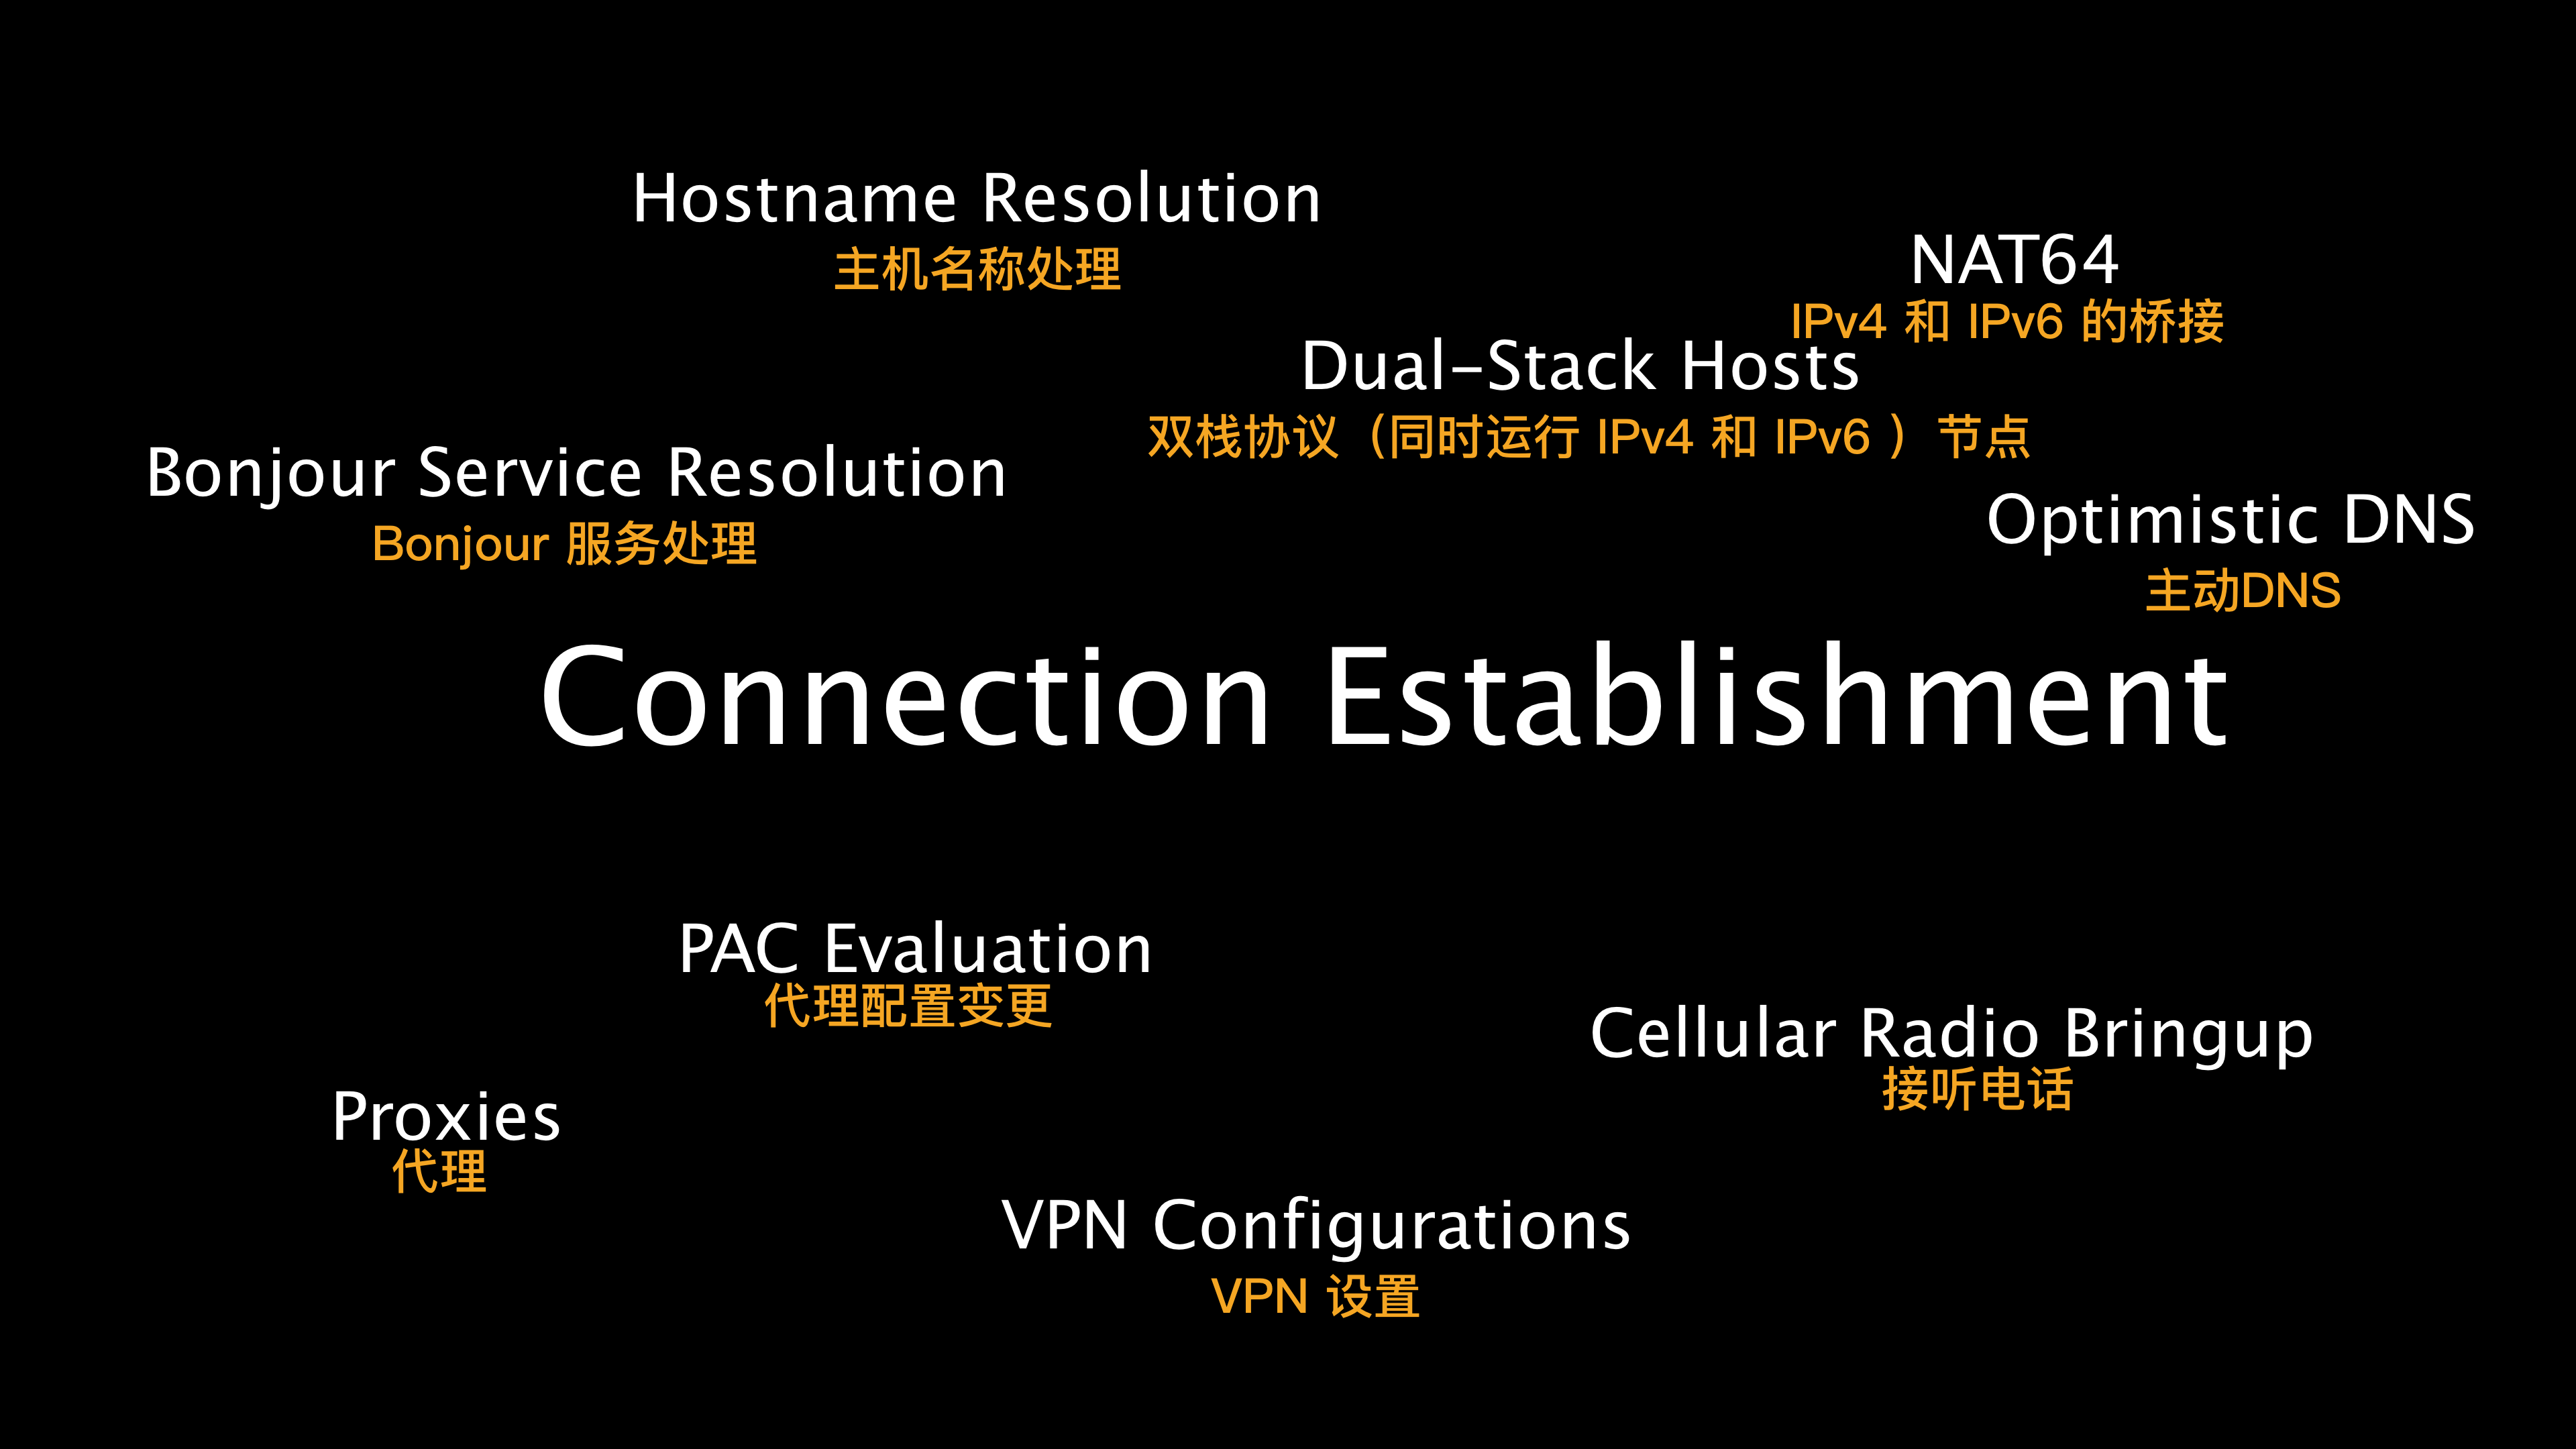 Hostname Resolution
主机名称处理
NAT64
IPv4 和 IPv6 的桥接
Dual-Stack Hosts
双栈协议（同时运行 IPv4 和 IPv6 ）节点
Bonjour Service Resolution
Bonjour 服务处理
Optimistic DNS
主动DNS
Connection Establishment
PAC Evaluation
代理配置变更
Cellular Radio Bringup
接听电话
Proxies
代理
VPN Configurations
VPN 设置